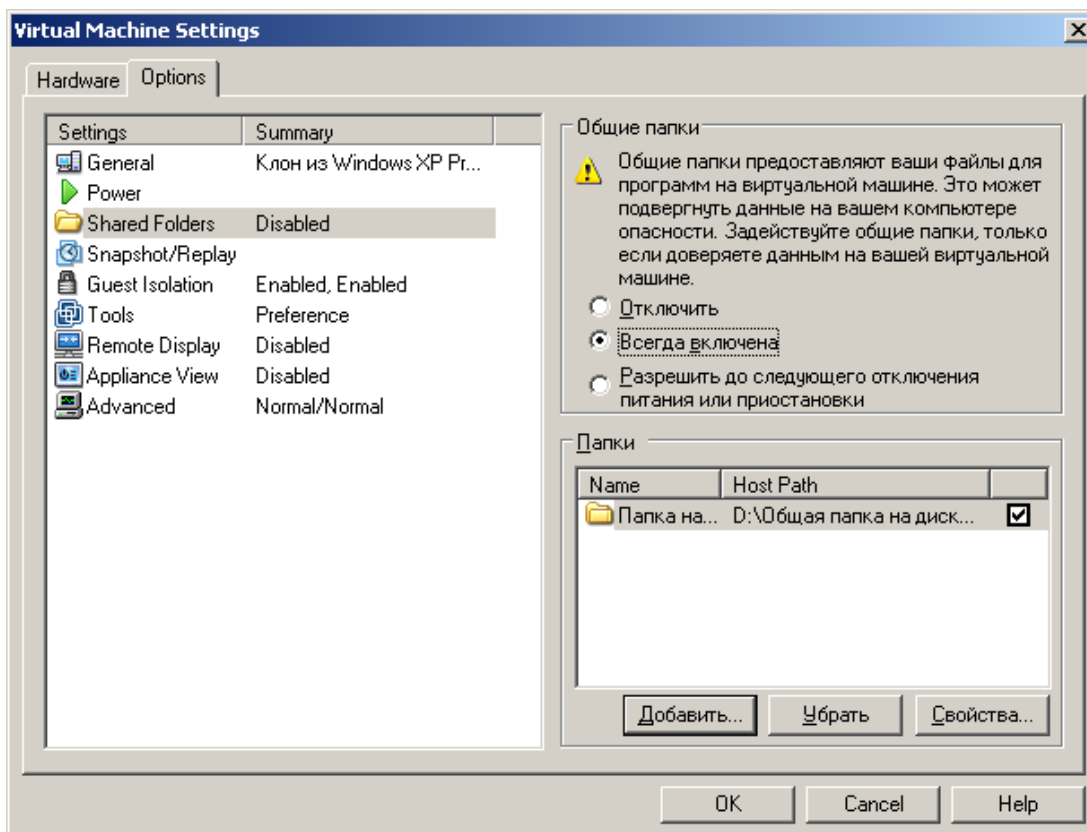 Virtual Machine Settings
Hardware Options
Settings Summary
General Клон из Windows XP Pr...
Power
Shared Folders Disabled
Snapshot/Replay
Guest Isolation Enabled, Enabled
Tools Preference
Remote Display Disabled
Appliance View Disabled
Advanced Normal/Normal
Общие папки
Общие папки предоставляют ваши файлы для
программ на виртуальной машине. Это может
подвергнуть данные на вашем компьютере
опасности. Задействуйте общие папки, только
если доверяете данным на вашей виртуальной
машине.
Отключить
Всегда включена
Разрешить до следующего отключения
питания или приостановки
Папки
Name Host Path
Папка на... D:\Общая папка на диск...
Добавить... Убрать Свойства...
OK Cancel Help